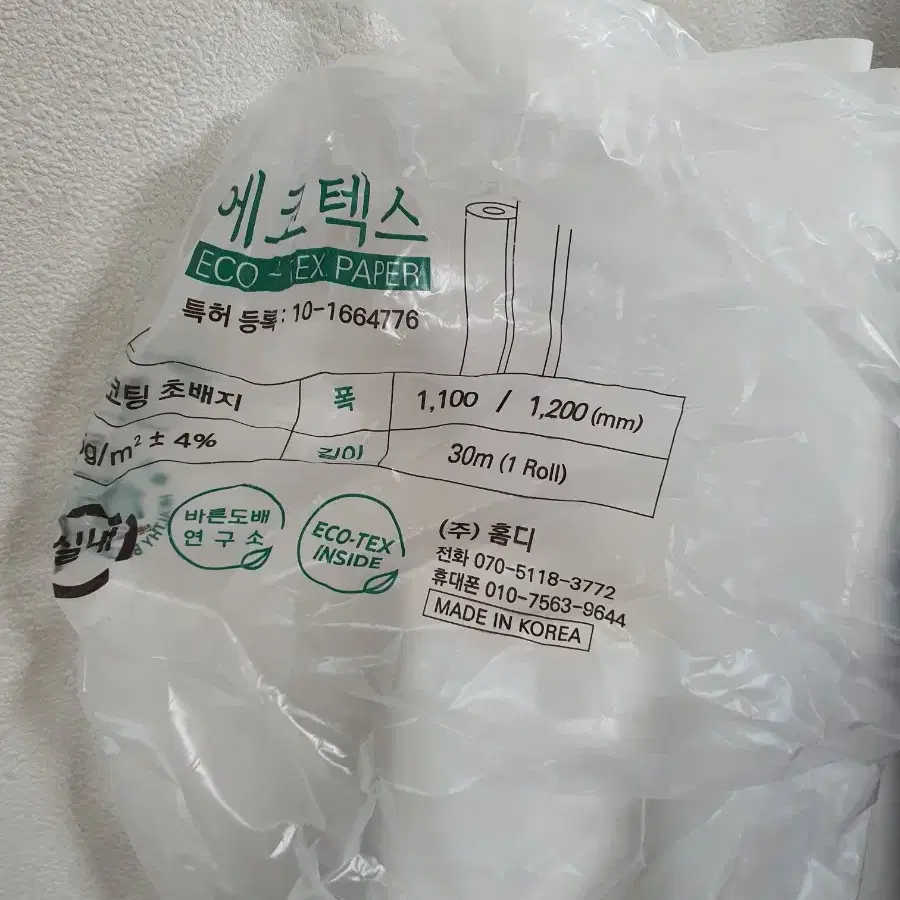 에코텍스
ECO-TEX PAPER
특허 등록: 10-1664776
코팅 초배지 폭 1,100 / 1,200 (mm)
g/m² ± 4% 길이 30m (1 Roll)
실내
바른도배
연구소
ECO-TEX
INSIDE
(주) 홈디
전화 070-5118-3772
휴대폰 010-7563-9644
MADE IN KOREA